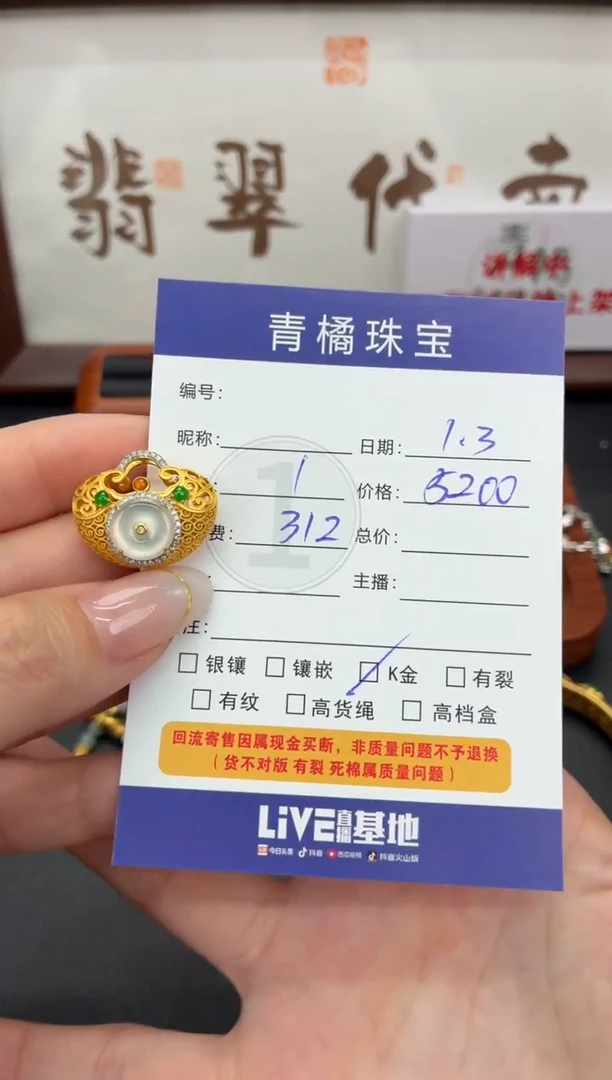 翡翠代
讲解
上架
青橘珠宝
编号:
昵称: 日期: 1.3
: 1 价格: 5200
费: 312 总价:
: 主播:
注:
银镶 镶嵌 K金 有裂
有纹 高货绳 高档盒
回流寄售因属现金买断，非质量问题不予退换
（货不对版 有裂 死棉属质量问题）
LIVE直播基地
今日头条 抖音 西瓜视频 抖音火山版